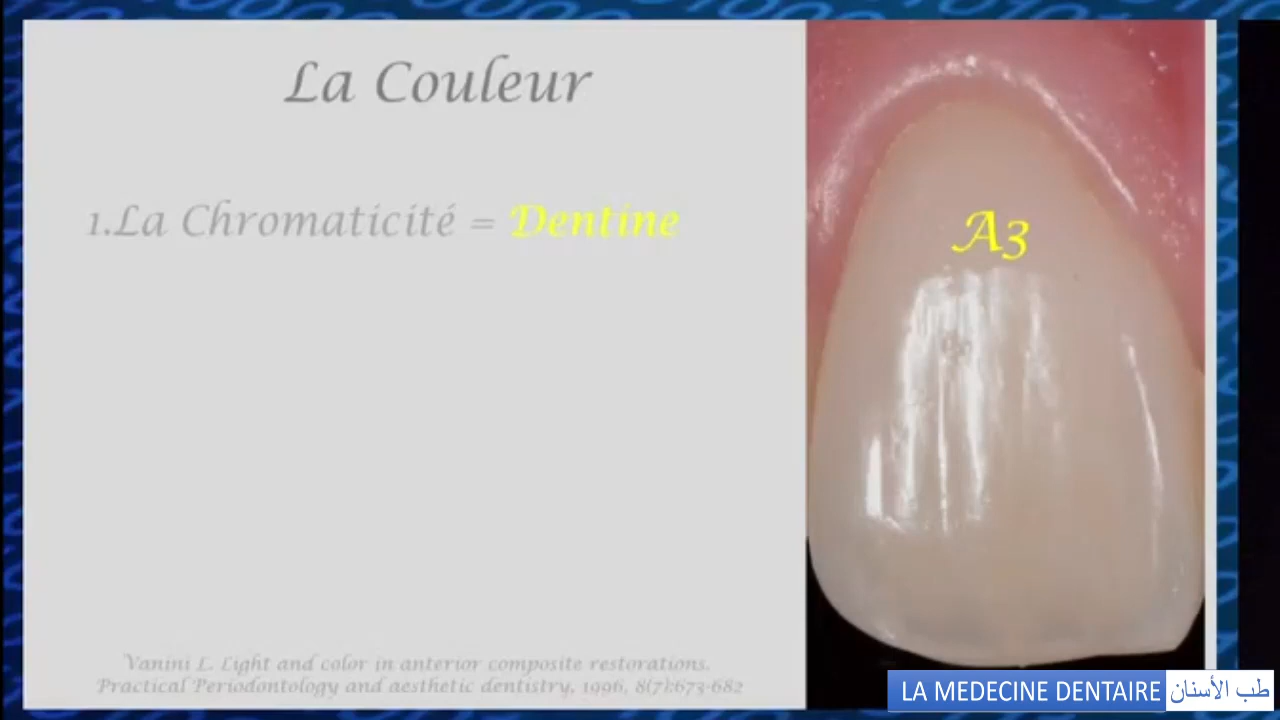 La Couleur
1.La Chromaticité = Dentine
A3
Vanini L. Light and color in anterior composite restorations.
Practical Periodontology and aesthetic dentistry, 1996, 8(7):673-682
LA MEDECINE DENTAIRE طب الأسنان